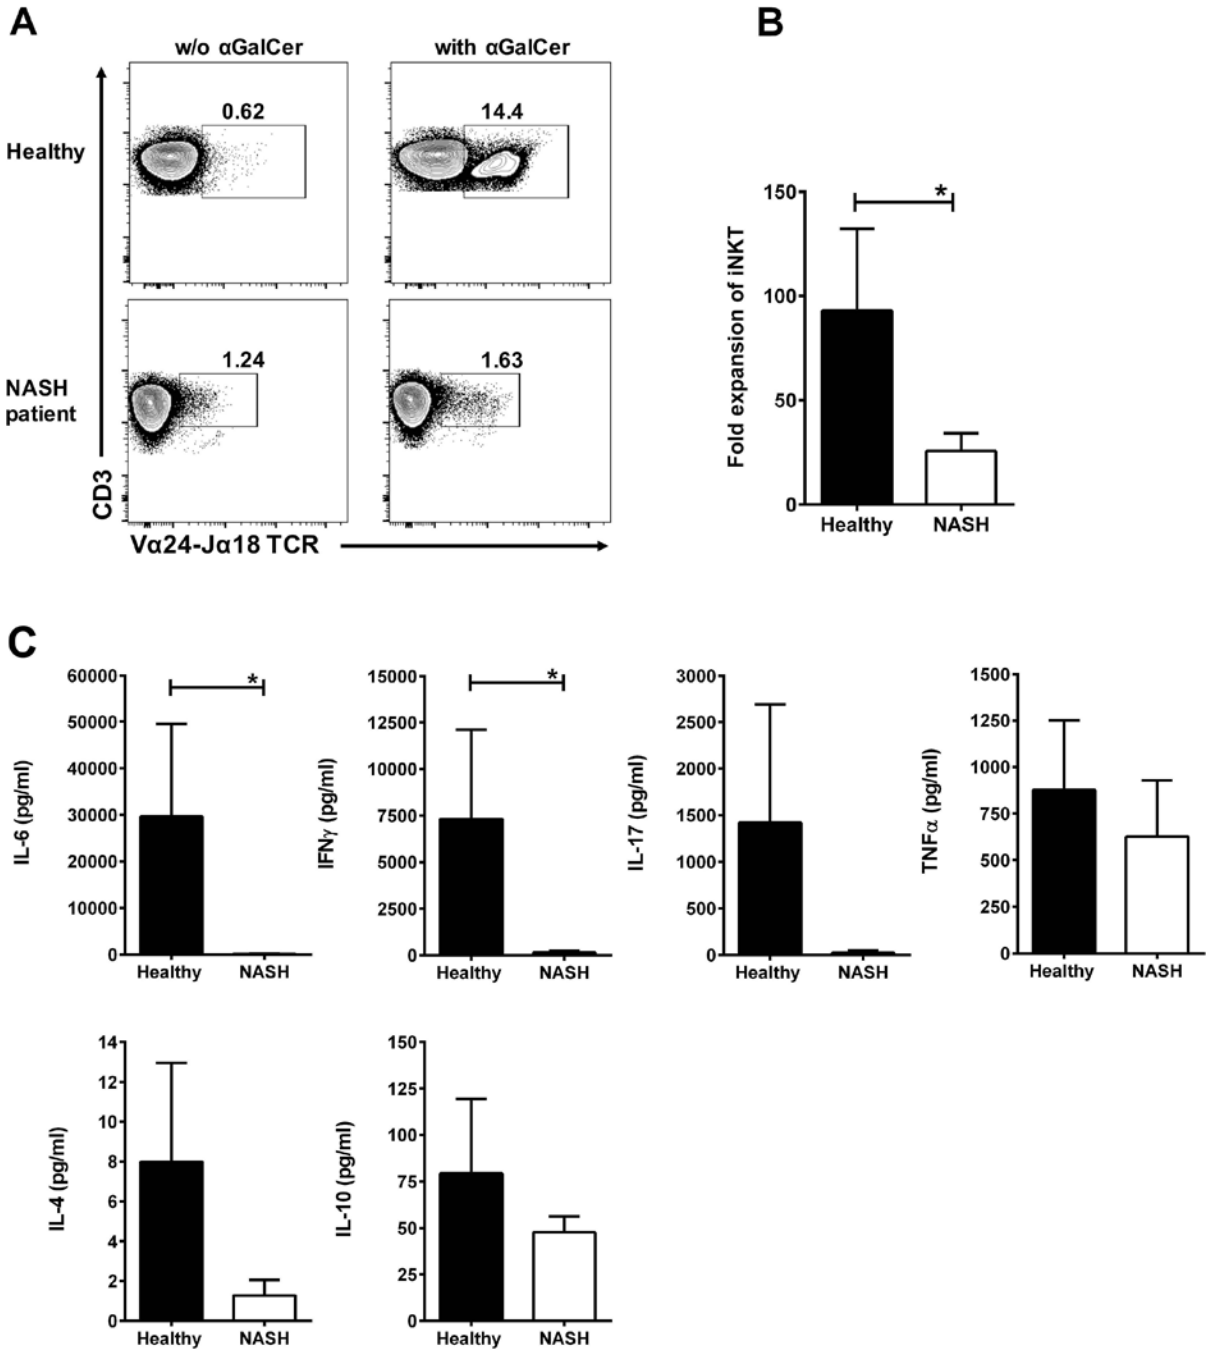 A
B
w/o αGalCer
with αGalCer
Healthy
0.62
14.4
NASH
patient
1.24
1.63
CD3
Vα24-Jα18 TCR
Fold expansion of iNKT
150
100
50
0
*
Healthy
NASH
C
IL-6 (pg/ml)
60000
50000
40000
30000
20000
10000
0
*
Healthy
NASH
IFNγ (pg/ml)
15000
12500
10000
7500
5000
2500
0
*
Healthy
NASH
IL-17 (pg/ml)
3000
2500
2000
1500
1000
500
0
Healthy
NASH
TNFα (pg/ml)
1500
1250
1000
750
500
250
0
Healthy
NASH
IL-4 (pg/ml)
14
12
10
8
6
4
2
0
Healthy
NASH
IL-10 (pg/ml)
150
125
100
75
50
25
0
Healthy
NASH